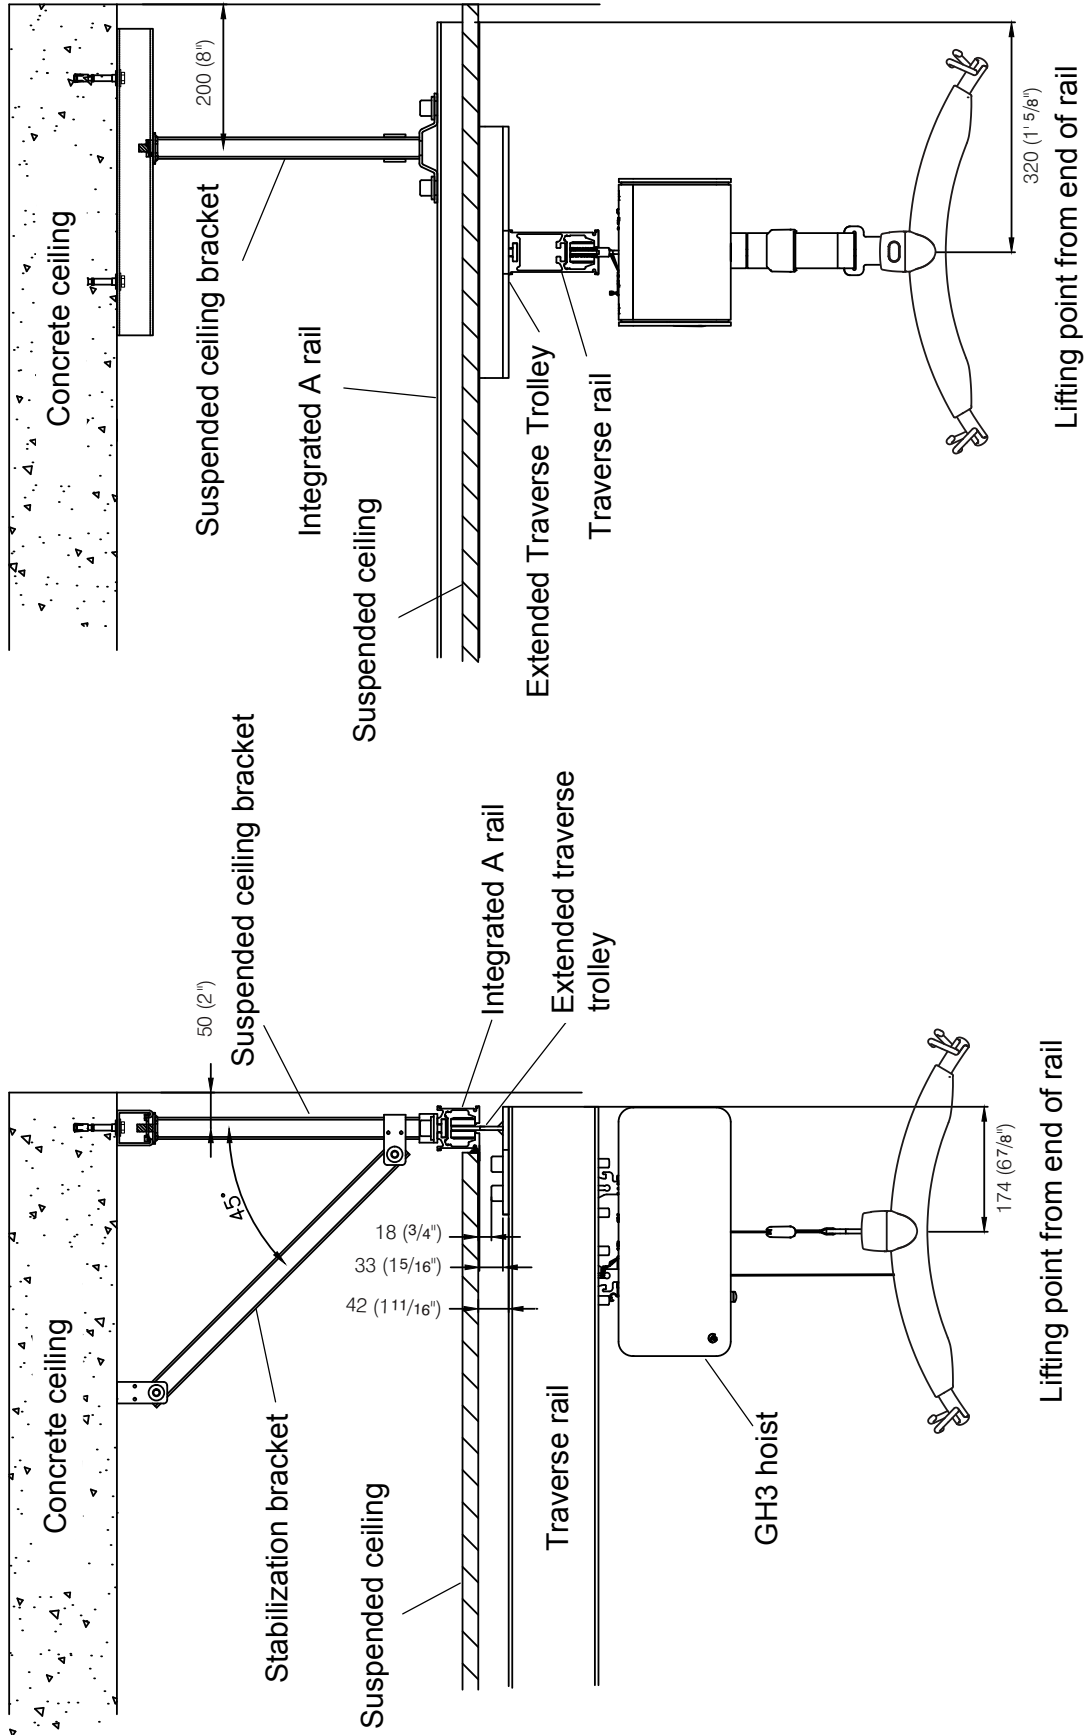 Concrete ceiling
Stabilization bracket
Suspended ceiling
45°
50 (2")
Suspended ceiling bracket
Integrated A rail
Extended traverse
trolley
18 (3/4")
33 (15/16")
42 (111/16")
Traverse rail
GH3 hoist
174 (67/8")
Lifting point from end of rail
Concrete ceiling
200 (8")
Suspended ceiling bracket
Integrated A rail
Suspended ceiling
Extended Traverse Trolley
Traverse rail
320 (1' 5/8")
Lifting point from end of rail